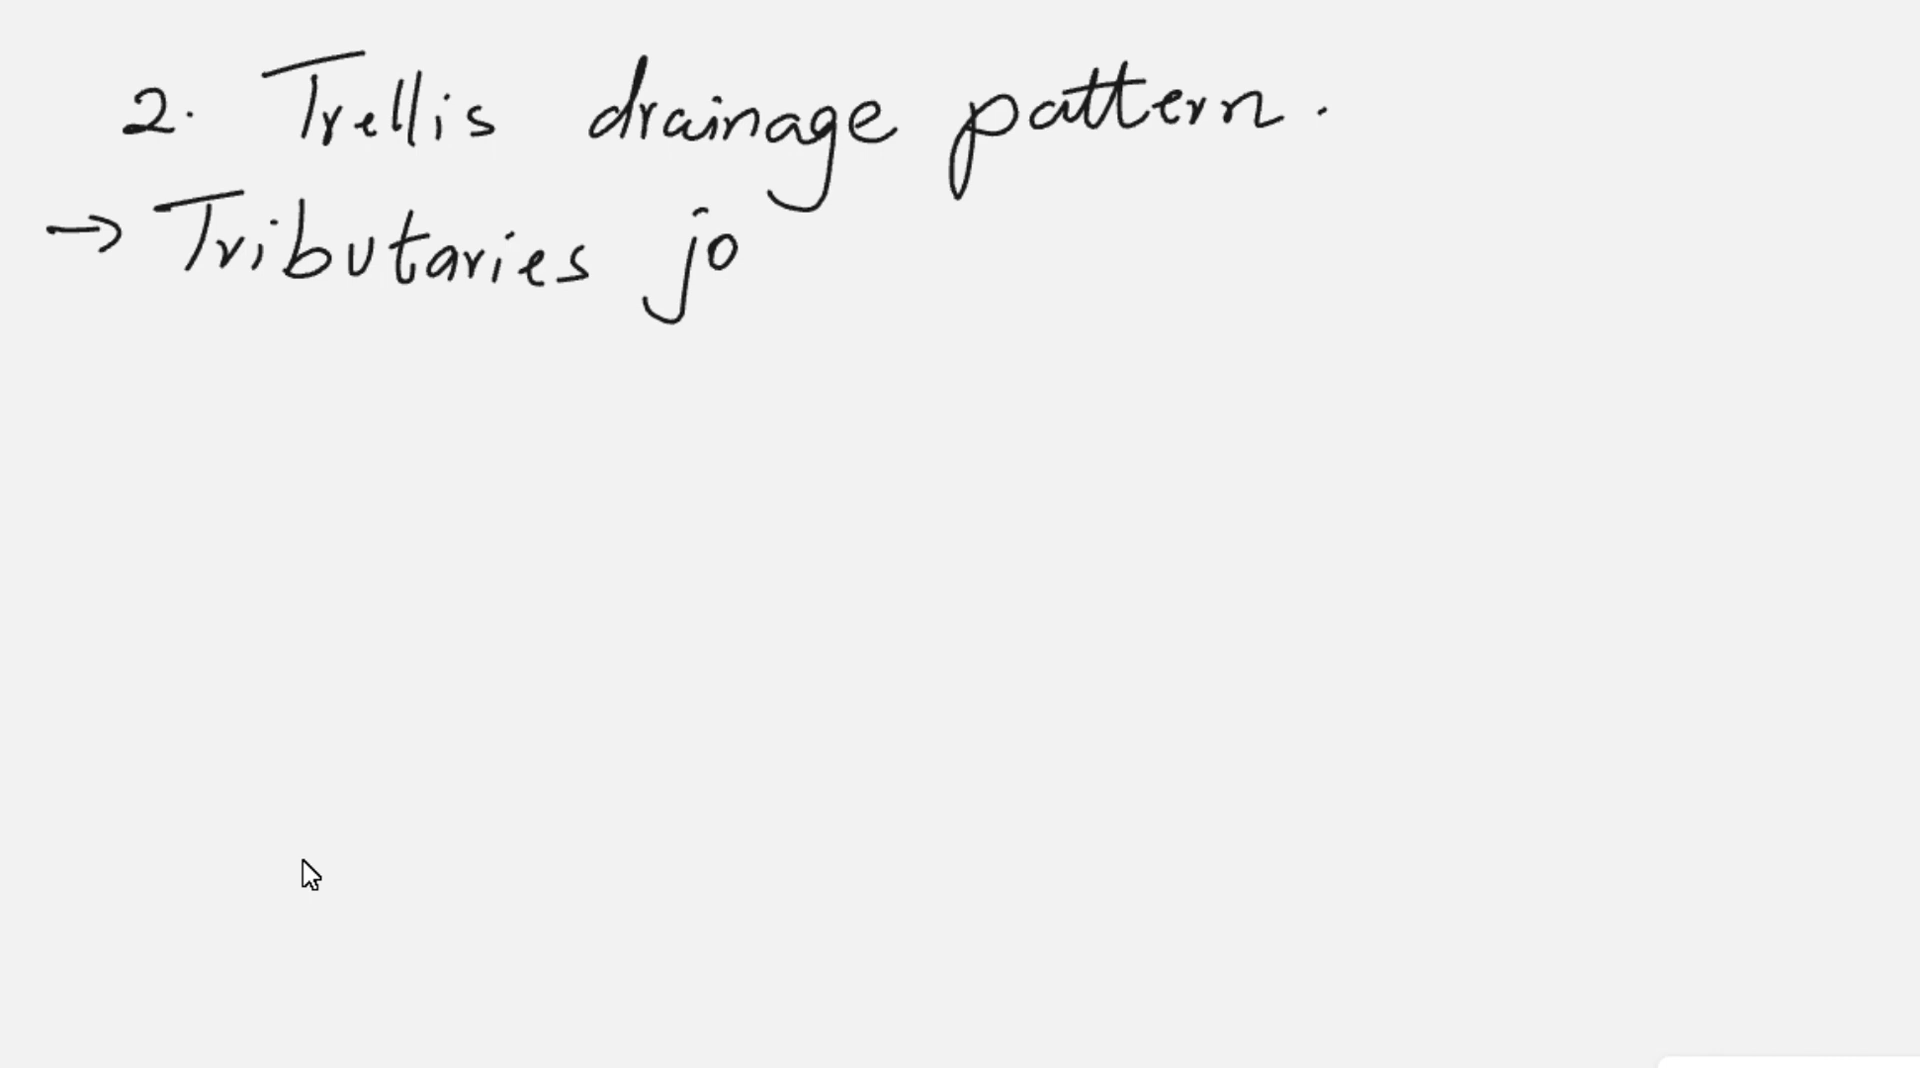 2. Trellis drainage pattern.
→ Tributaries jo